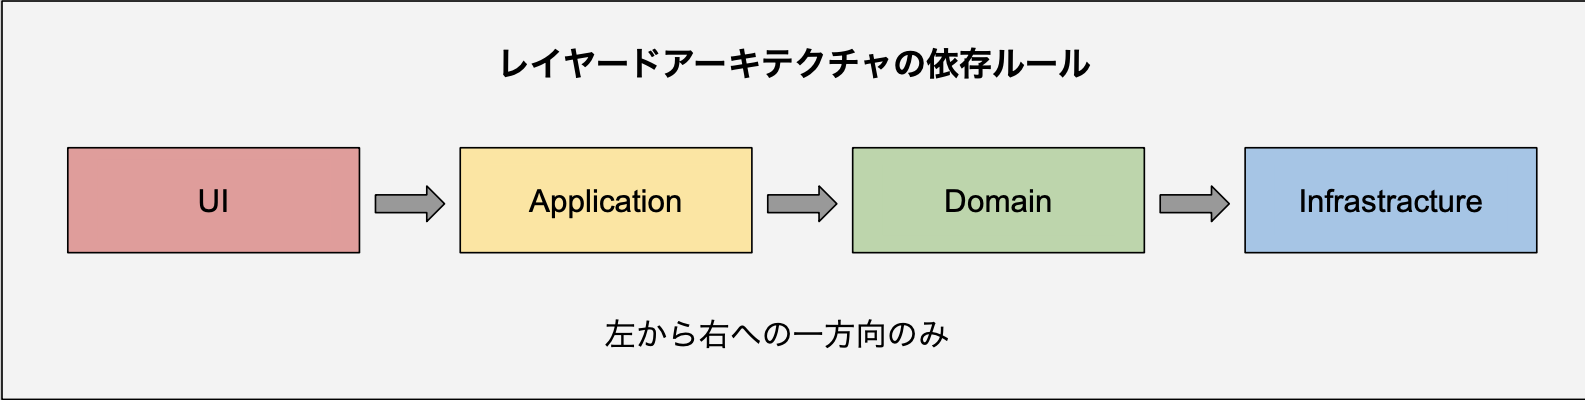 レイヤードアーキテクチャの依存ルール
UI
Application
Domain
Infrastracture
左から右への一方向のみ